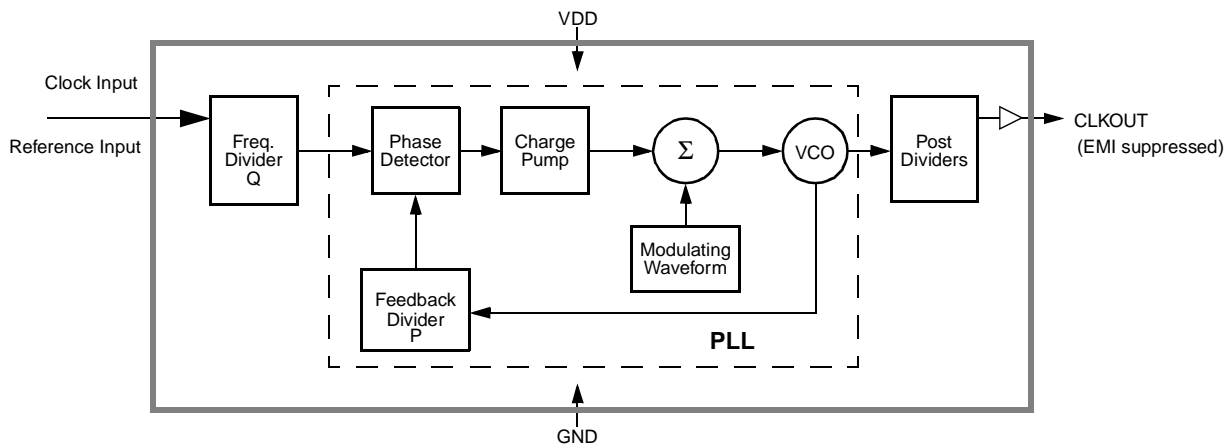 VDD
Clock Input
Reference Input
Freq.
Divider
Q
Phase
Detector
Charge
Pump
Σ
VCO
Post
Dividers
CLKOUT
(EMI suppressed)
Modulating
Waveform
Feedback
Divider
P
PLL
GND